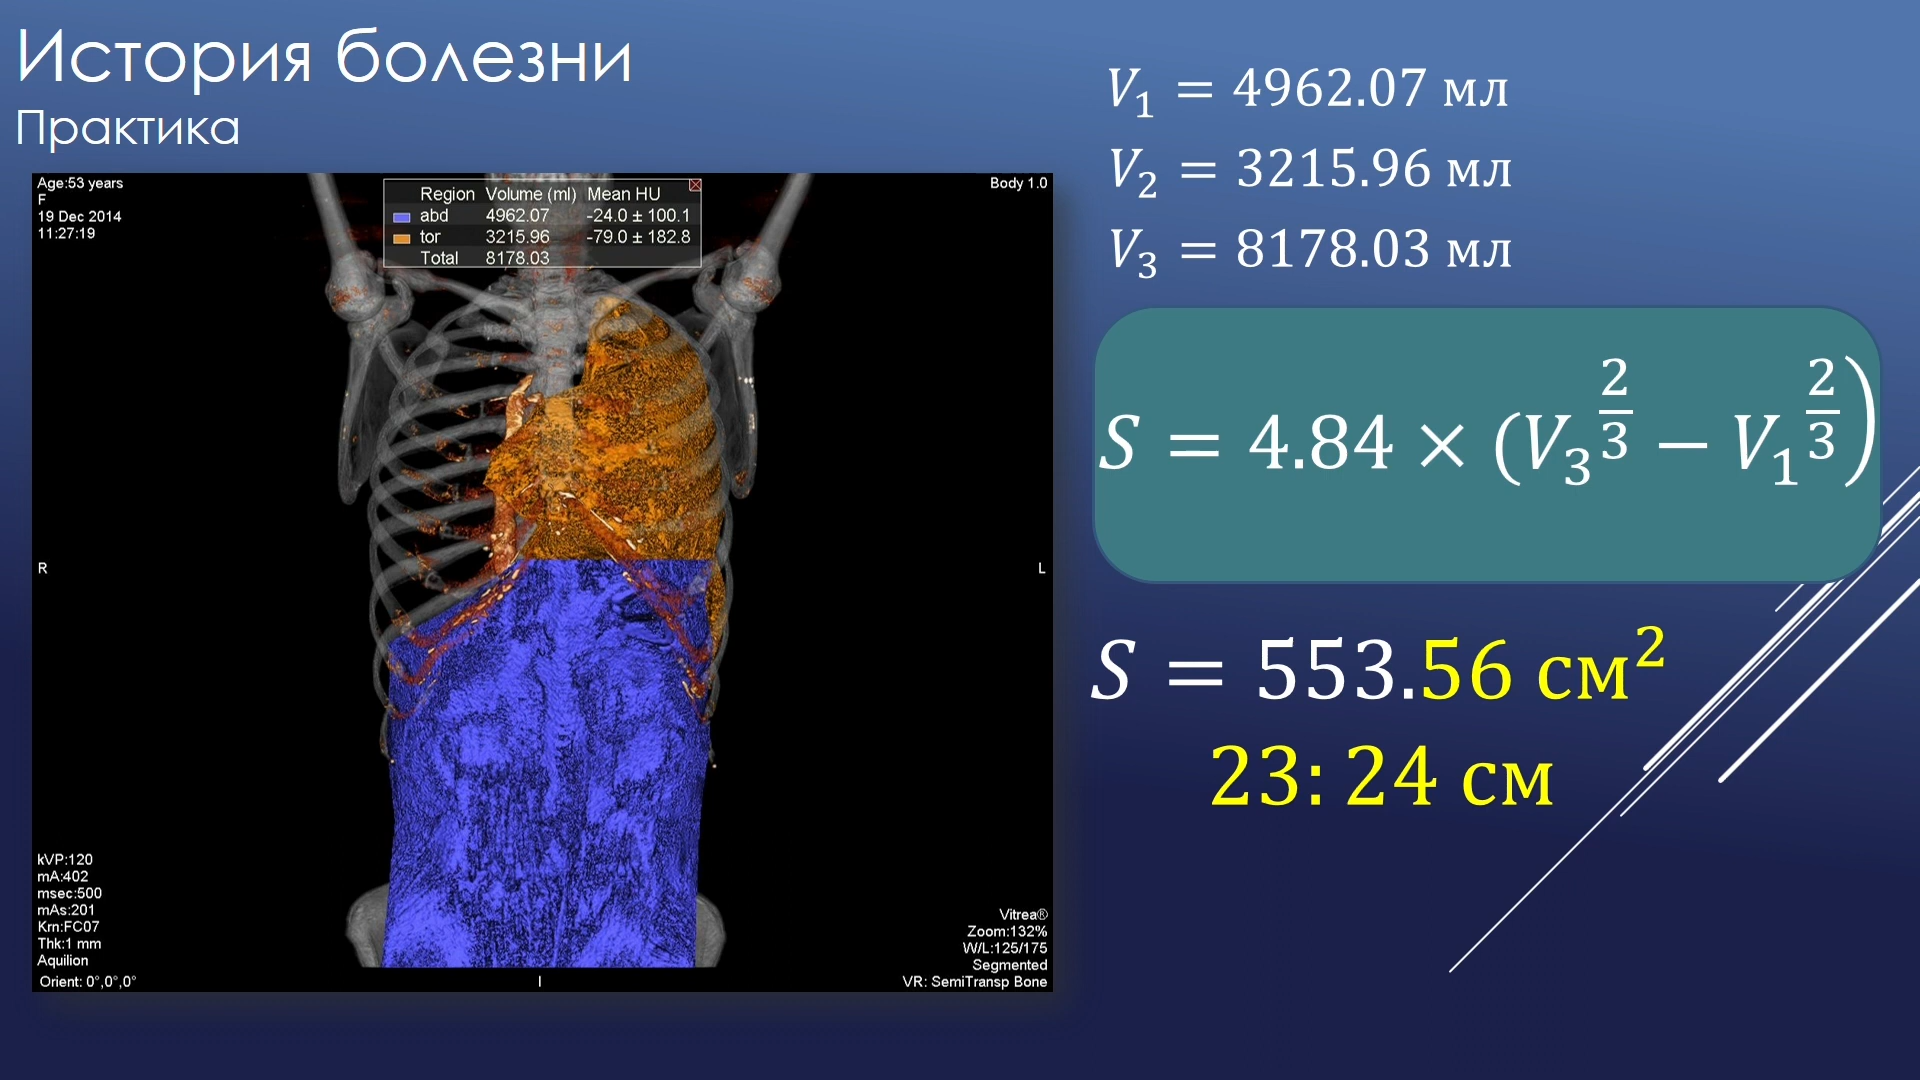 История болезни
Практика
Age:53 years
F
19 Dec 2014
11:27:19
Region Volume (ml) Mean HU
abd 4962.07 -24.0 ± 100.1
tor 3215.96 -79.0 ± 182.8
Total 8178.03
Body 1.0
R
L
kVP:120
mA:402
msec:500
mAs:201
Krn:FC07
Thk:1 mm
Aquilion
Orient: 0°,0°,0°
I
Vitrea®
Zoom:132%
W/L:125/175
Segmented
VR: SemiTransp Bone
V₁ = 4962.07 мл
V₂ = 3215.96 мл
V₃ = 8178.03 мл
S = 4.84 × (V₃^(2/3) − V₁^(2/3))
S = 553.56 см²
23: 24 см